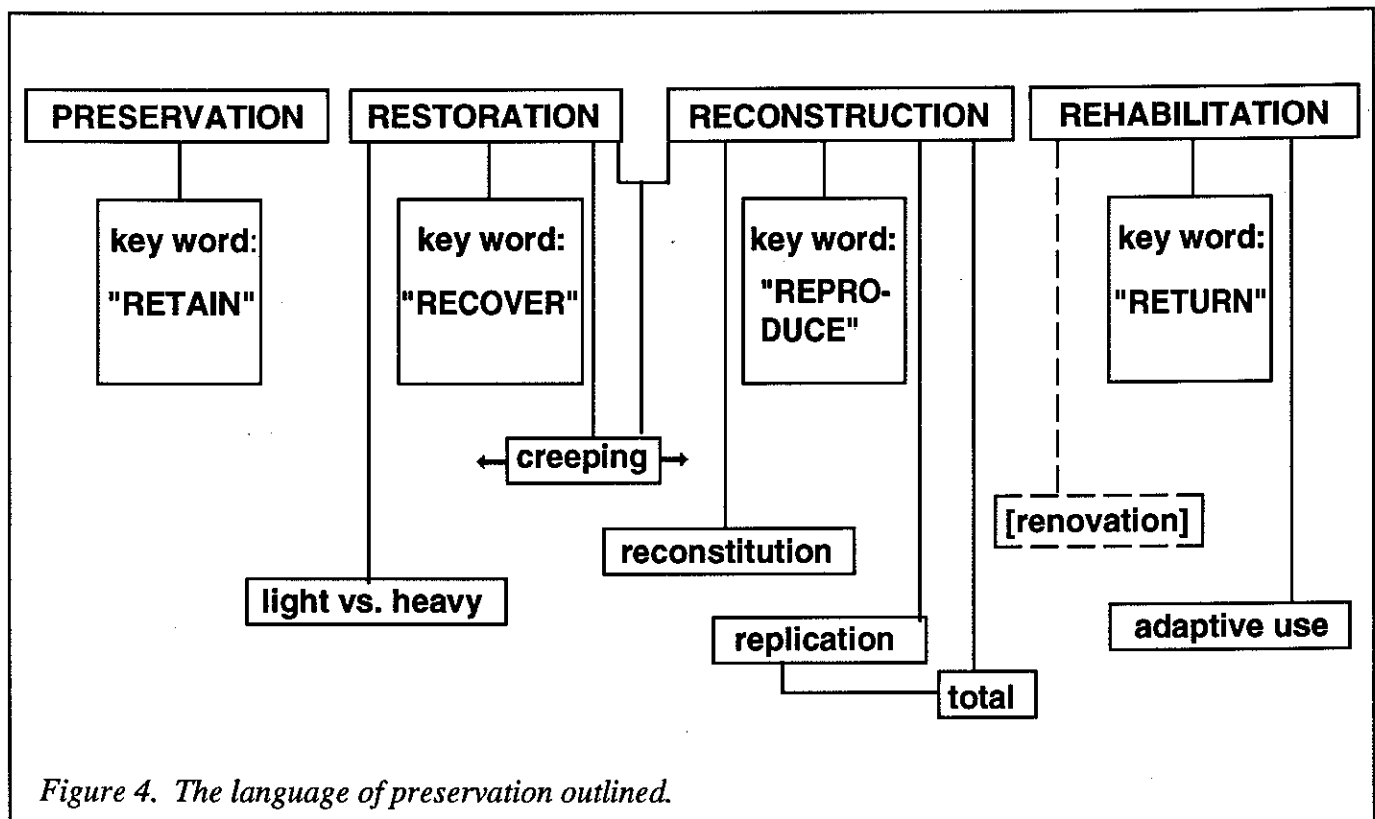 PRESERVATION
RESTORATION
RECONSTRUCTION
REHABILITATION
key word:
"RETAIN"
key word:
"RECOVER"
key word:
"REPRO-
DUCE"
key word:
"RETURN"
creeping
[renovation]
reconstitution
light vs. heavy
adaptive use
replication
total
Figure 4. The language of preservation outlined.